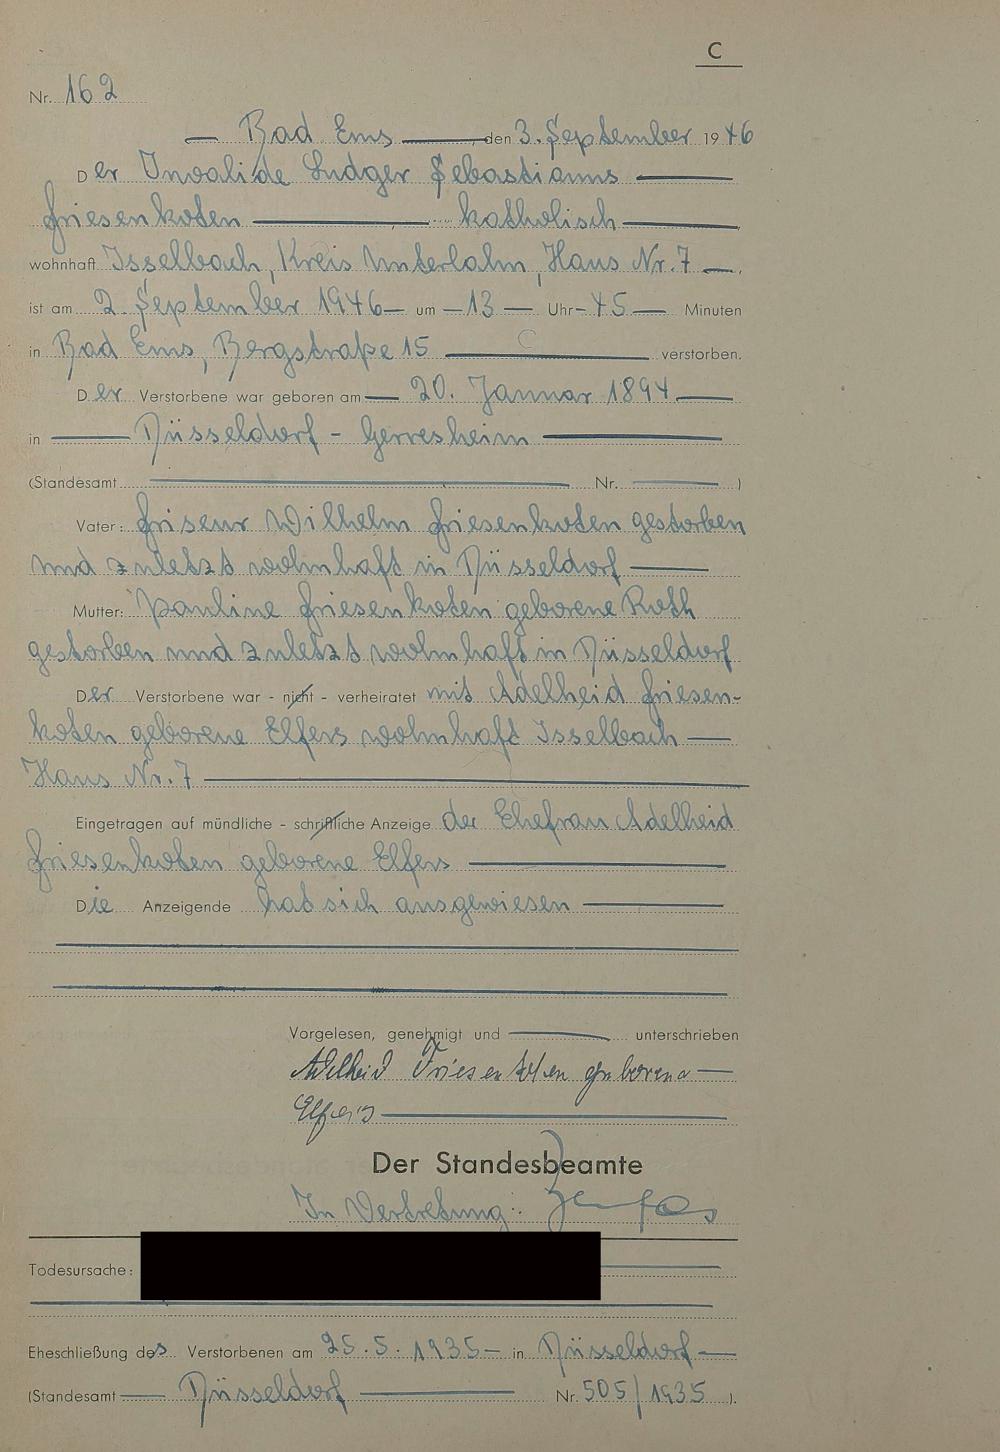 C
Nr. 162
— Bad Ems — den 3. September 1946
Der Invalide Ludger Sebastianus —
Friesenkoten — katholisch —
wohnhaft Isselbach, Kreis Unterlahn, Haus Nr. 7 —,
ist am 2. September 1946 — um — 13 — Uhr — 45 — Minuten
in Bad Ems, Bergstraße 15 — verstorben.
Der Verstorbene war geboren am — 20. Januar 1894 —
in — Düsseldorf - Gerresheim —
(Standesamt — Nr. — )
Vater: Friseur Wilhelm Friesenkoten gestorben
und zuletzt wohnhaft in Düsseldorf —
Mutter: Pauline Friesenkoten geborene Roth
gestorben und zuletzt wohnhaft in Düsseldorf
Der Verstorbene war - nicht - verheiratet mit Adelheid Friesen-
koten geborene Elfers wohnhaft Isselbach —
Haus Nr. 7 —
Eingetragen auf mündliche - schriftliche Anzeige der Ehefrau Adelheid
Friesenkoten geborene Elfers —
Die Anzeigende hat sich ausgewiesen —
Vorgelesen, genehmigt und — unterschrieben
Adelheid Friesenkoten geborene —
Elfers —
Der Standesbeamte
In Vertretung:
Todesursache:
Eheschließung des Verstorbenen am 25.5.1935 — in Düsseldorf —
(Standesamt — Düsseldorf — Nr. 505/1935 ).